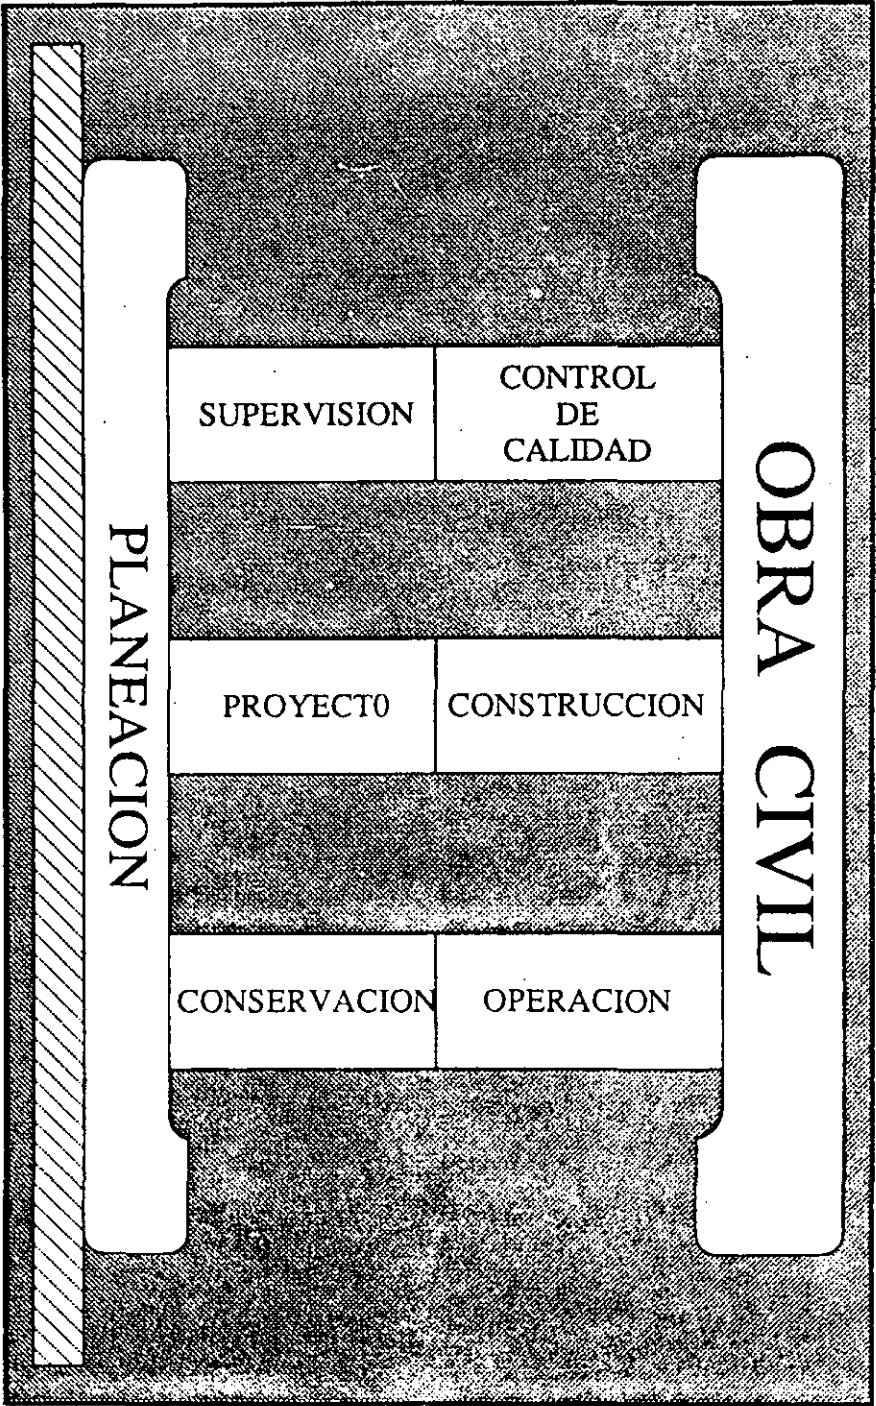 SUPERVISION
CONTROL
DE
CALIDAD
PROYECT0
CONSTRUCCION
CONSERVACION
OPERACION
PLANEACION
OBRA CIVIL